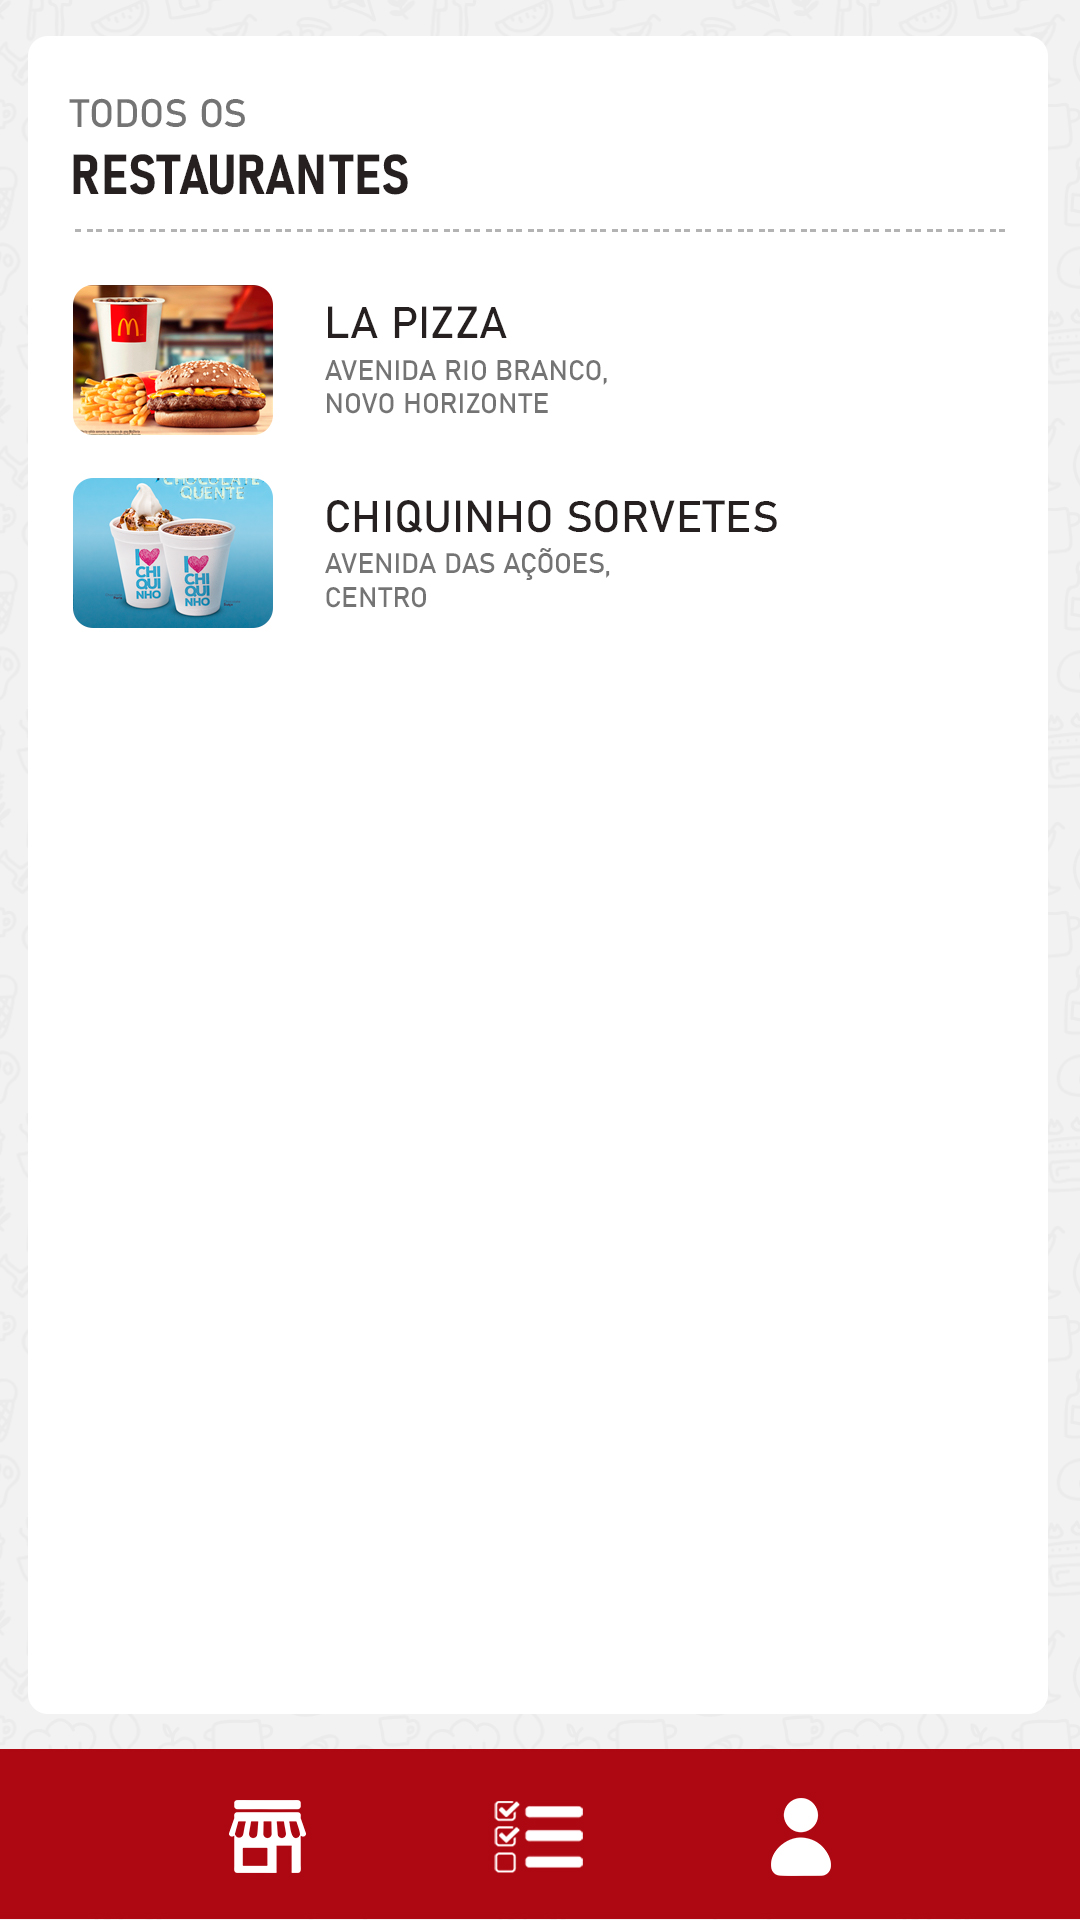 TODOS OS
RESTAURANTES
LA PIZZA
AVENIDA RIO BRANCO,
NOVO HORIZONTE
CHOCOLATE
QUENTE
I
CHI
QUI
NHO
I
CHI
QUI
NHO
CHIQUINHO SORVETES
AVENIDA DAS AÇÕOES,
CENTRO